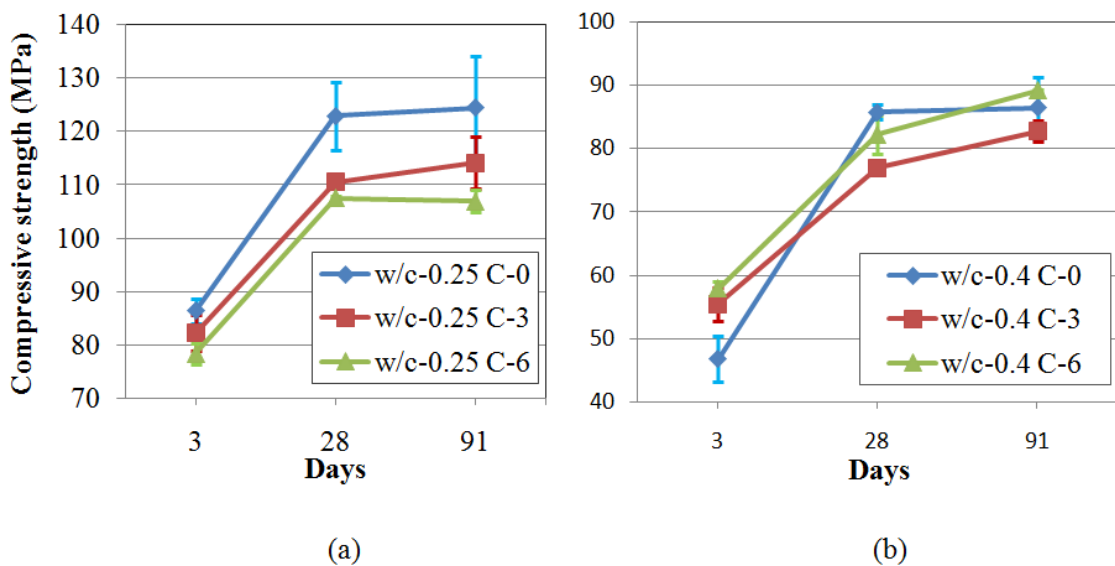 Compressive strength (MPa)
140
130
120
110
100
90
80
70
w/c-0.25 C-0
w/c-0.25 C-3
w/c-0.25 C-6
3 28 91
Days
(a)
100
90
80
70
60
50
40
w/c-0.4 C-0
w/c-0.4 C-3
w/c-0.4 C-6
3 28 91
Days
(b)